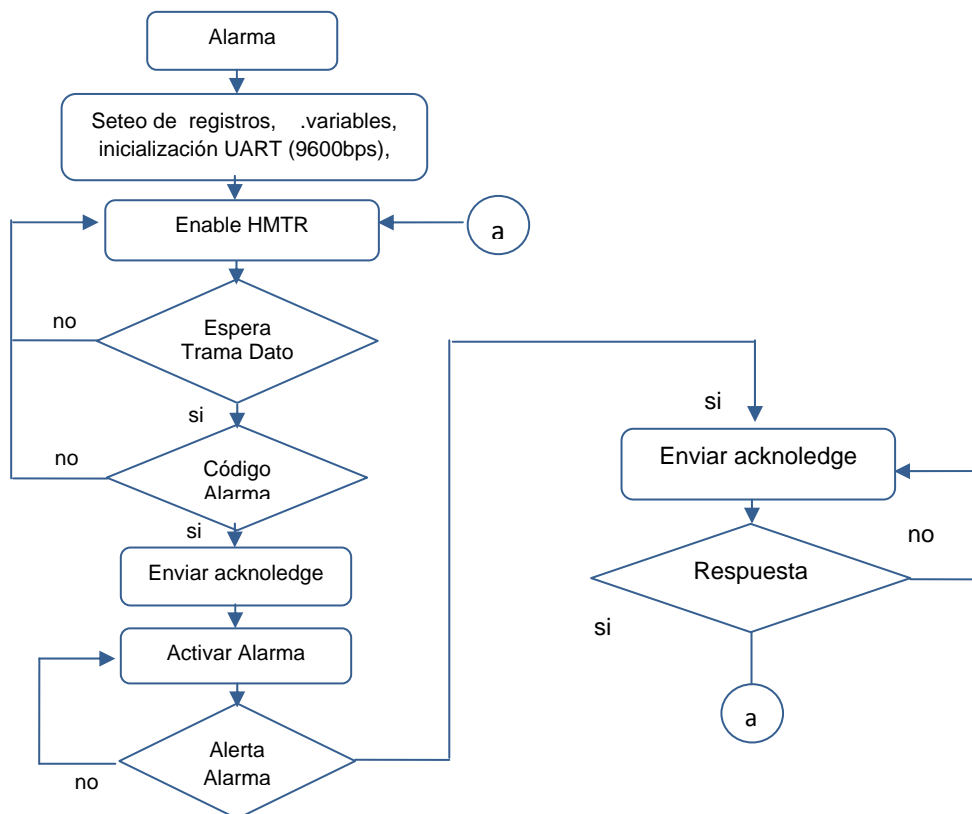 Alarma
Seteo de registros, .variables,
inicialización UART (9600bps),
Enable HMTR
a
no
Espera
Trama Dato
si
no
Código
Alarma
si
Enviar acknoledge
Activar Alarma
Alerta
Alarma
no
si
Enviar acknoledge
no
Respuesta
si
a